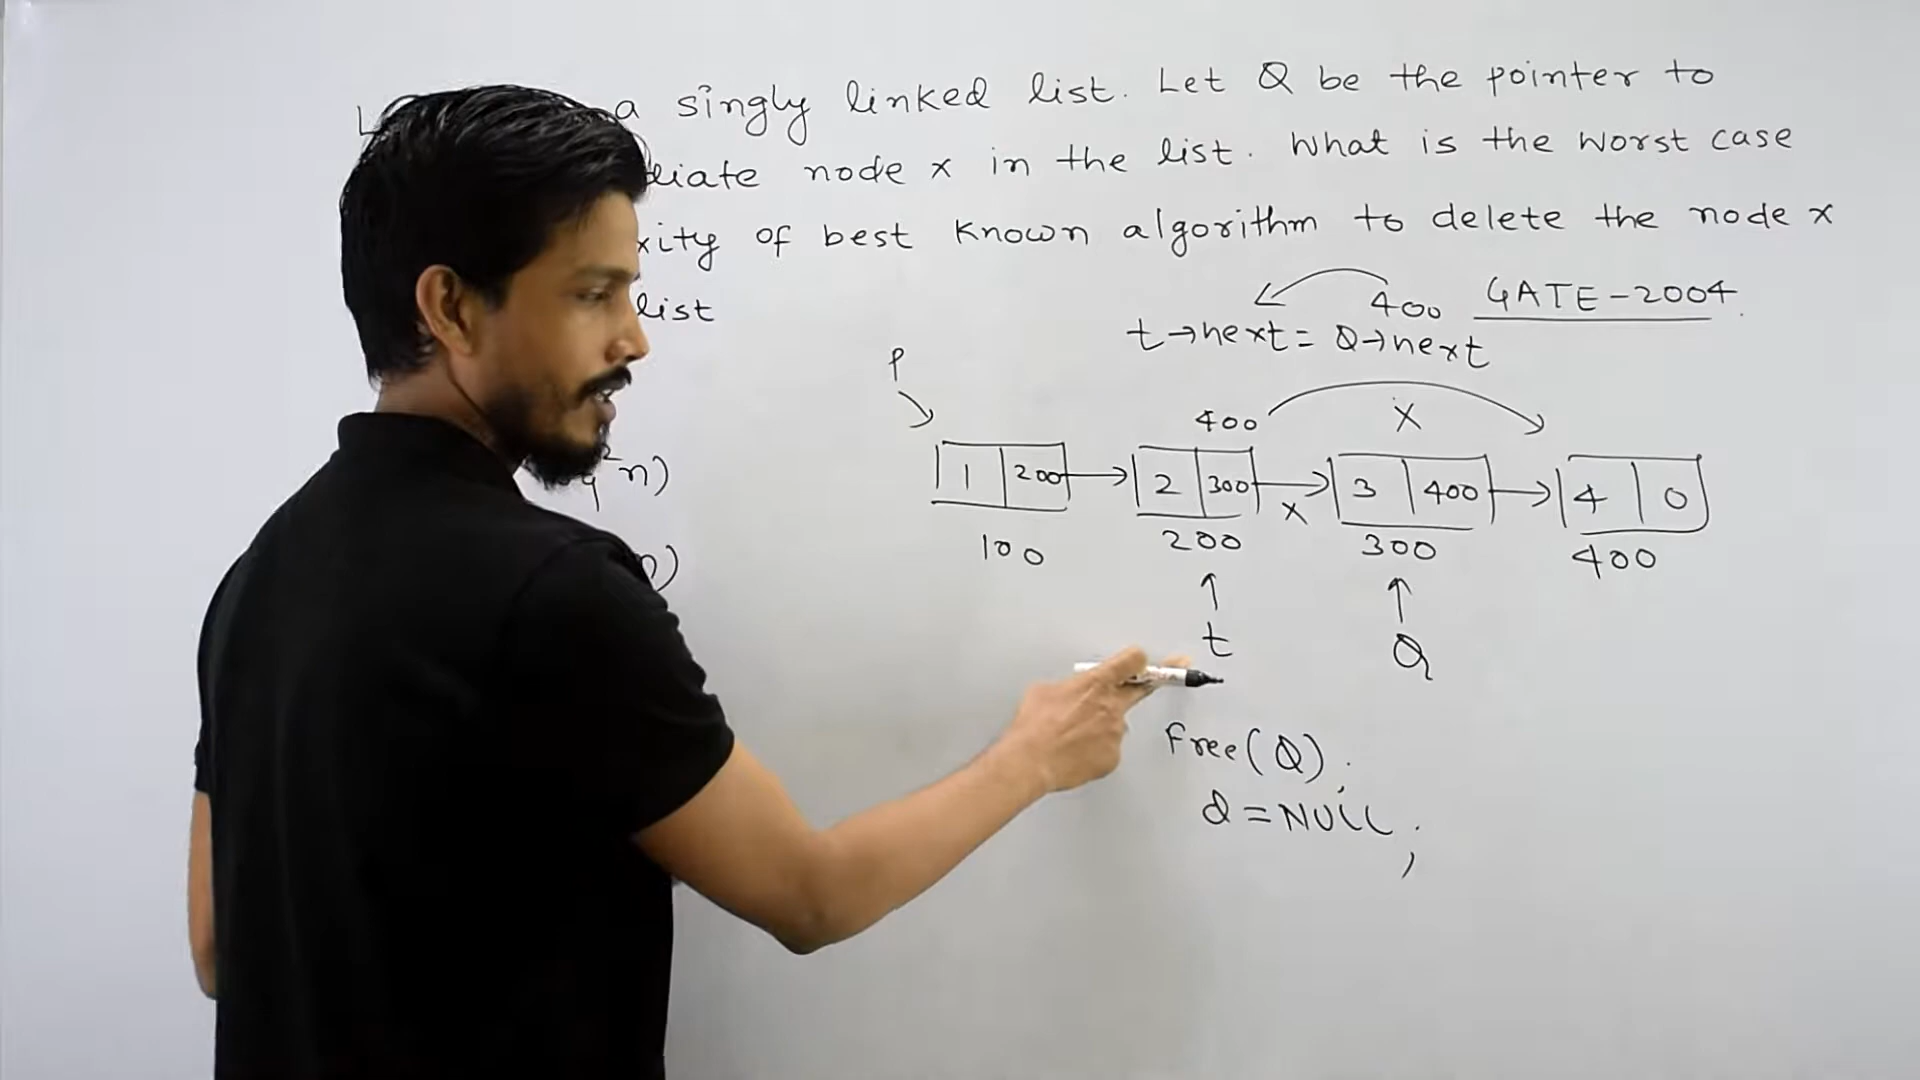 a singly linked list. Let Q be the pointer to
node x in the list. What is the worst case
of best known algorithm to delete the node x
list
400 GATE-2004
t→next = Q→next
P
400 X
1 200 2 300 3 400 4 0
X
100 200 300 400
t Q
n)
n)
Free(Q);
Q=NULL;